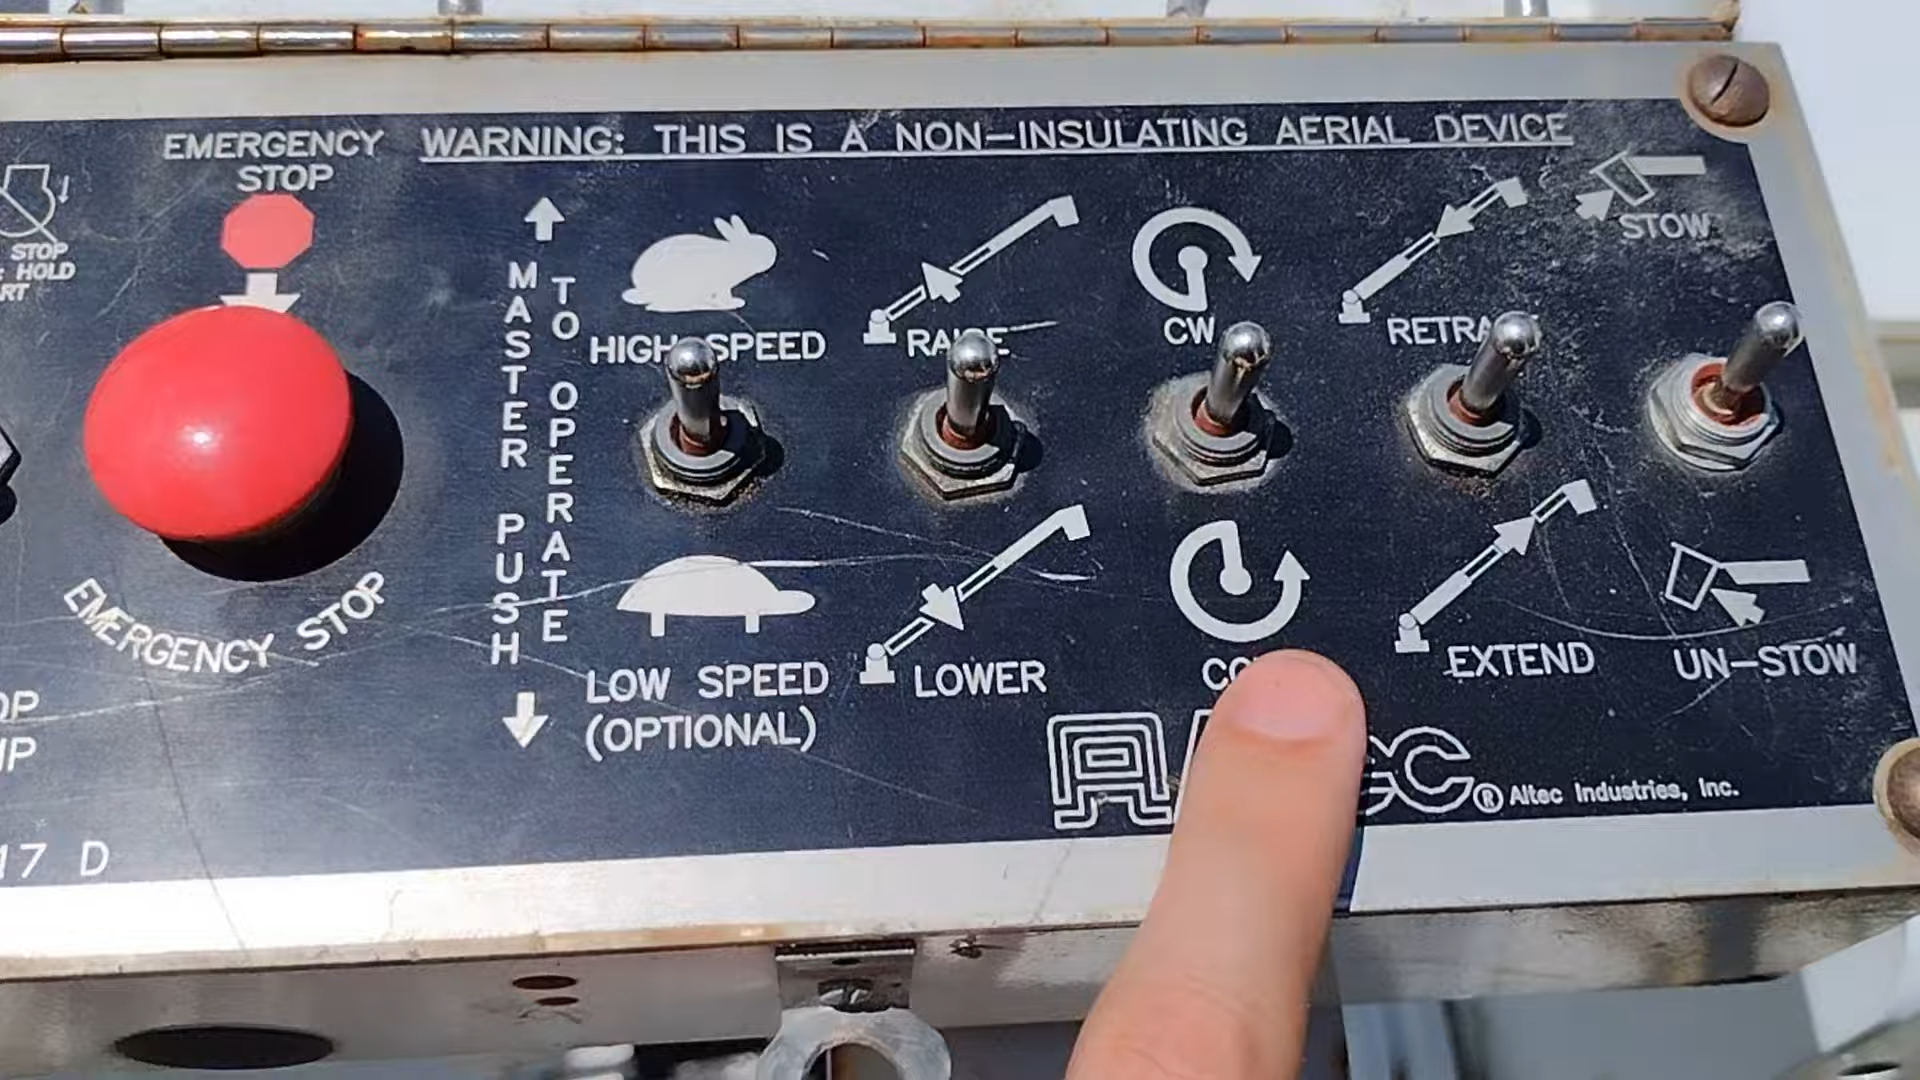 EMERGENCY
STOP
WARNING: THIS IS A NON-INSULATING AERIAL DEVICE
STOP
HOLD
MASTER PUSH
TO OPERATE
HIGH SPEED
CW
STOW
EMERGENCY STOP
LOW SPEED
(OPTIONAL)
LOWER
EXTEND
UN-STOW
® Altec Industries, Inc.
17 D